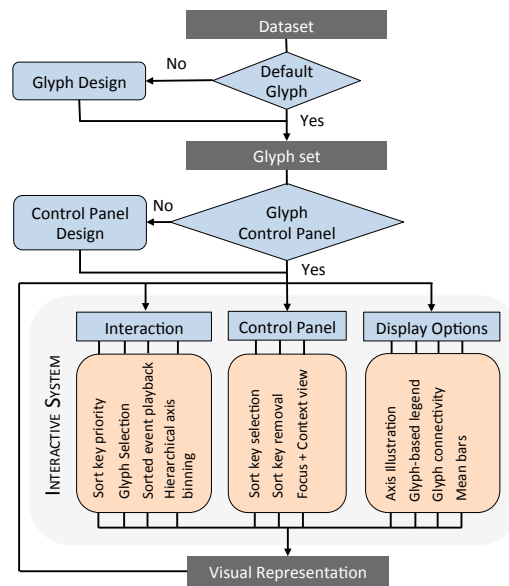 Dataset
No
Glyph Design
Default
Glyph
Yes
Glyph set
No
Control Panel
Design
Glyph
Control Panel
Yes
INTERACTIVE SYSTEM
Interaction
Control Panel
Display Options
Sort key priority
Glyph Selection
Sorted event playback
Hierarchical axis
binning
Sort key selection
Sort key removal
Focus + Context view
Axis Illustration
Glyph-based legend
Glyph connectivity
Mean bars
Visual Representation